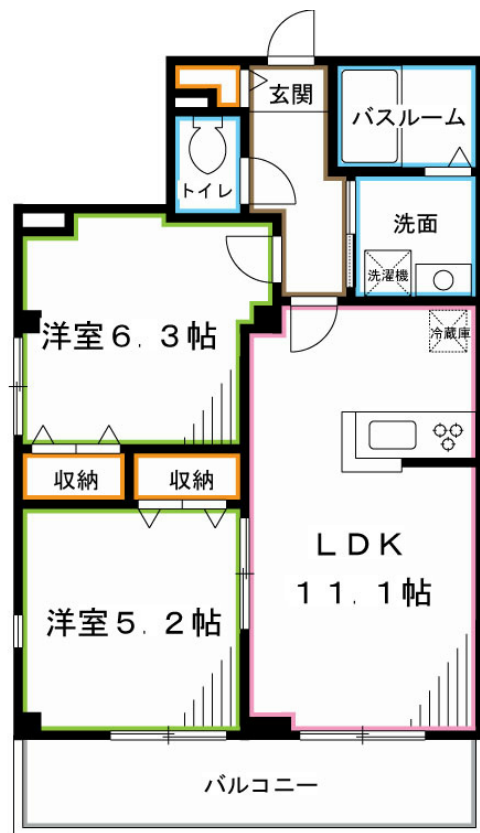 玄関
バスルーム
トイレ
洗面
洗濯機
洋室6.3帖
冷蔵庫
収納
収納
LDK
11.1帖
洋室5.2帖
バルコニー